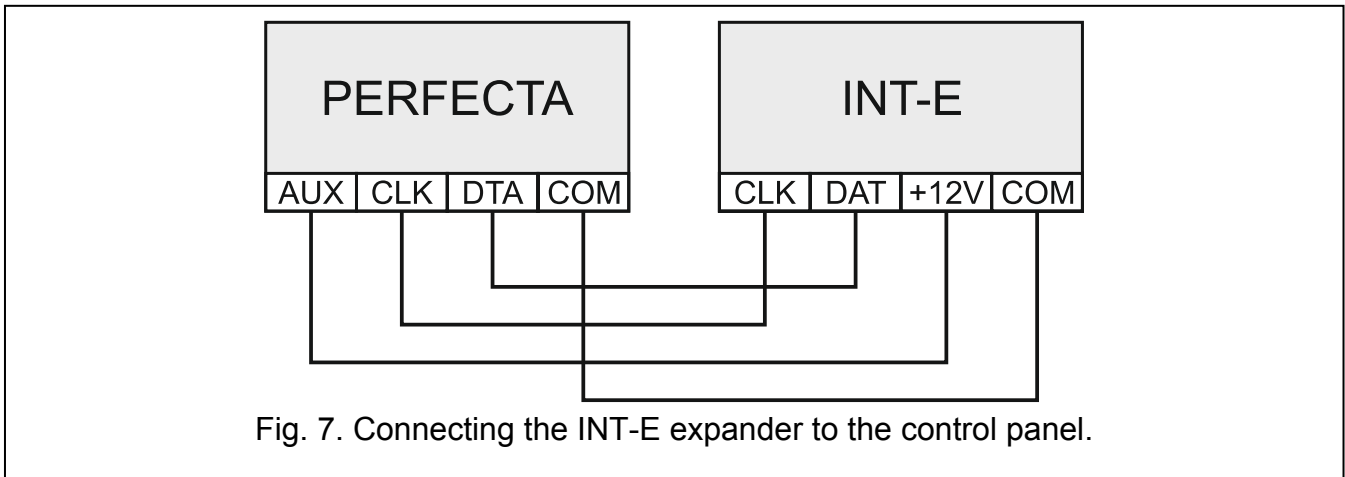 PERFECTA INT-E
AUX CLK DTA COM CLK DAT +12V COM
Fig. 7. Connecting the INT-E expander to the control panel.